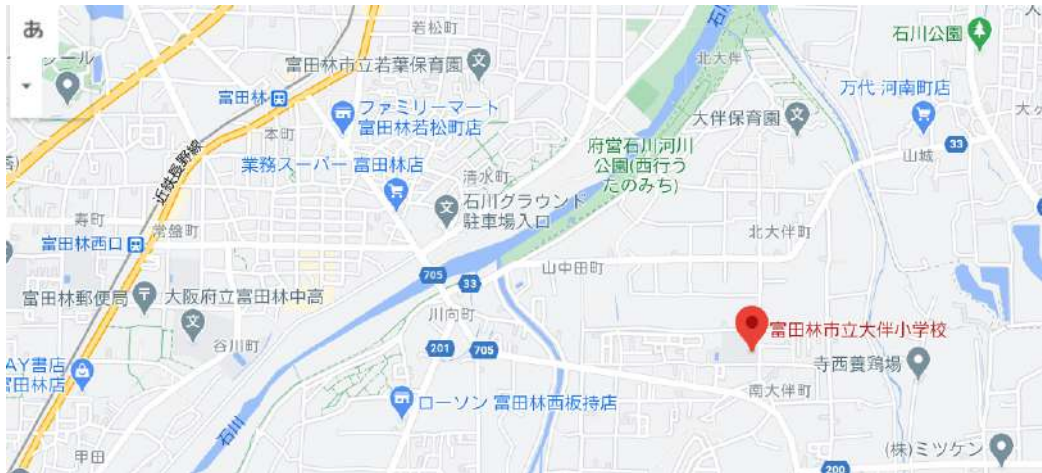 あ
若松町
石川公園
北大伴
富田林市立若葉保育園
富田林
ファミリーマート
富田林若松町店
本町
万代 河南町店
大伴保育園
33
山城
業務スーパー 富田林店
近鉄長野線
府営石川河川
公園(西行う
たのみち)
清水町
石川グラウンド
駐車場入口
寿町
常盤町
富田林西口
北大伴町
山中田町
705
33
富田林郵便局
大阪府立富田林中高
川向町
谷川町
富田林市立大伴小学校
201
705
AY書店
富田林店
寺西養鶏場
南大伴町
ローソン 富田林西板持店
石川
甲田
(株)ミツケン
200